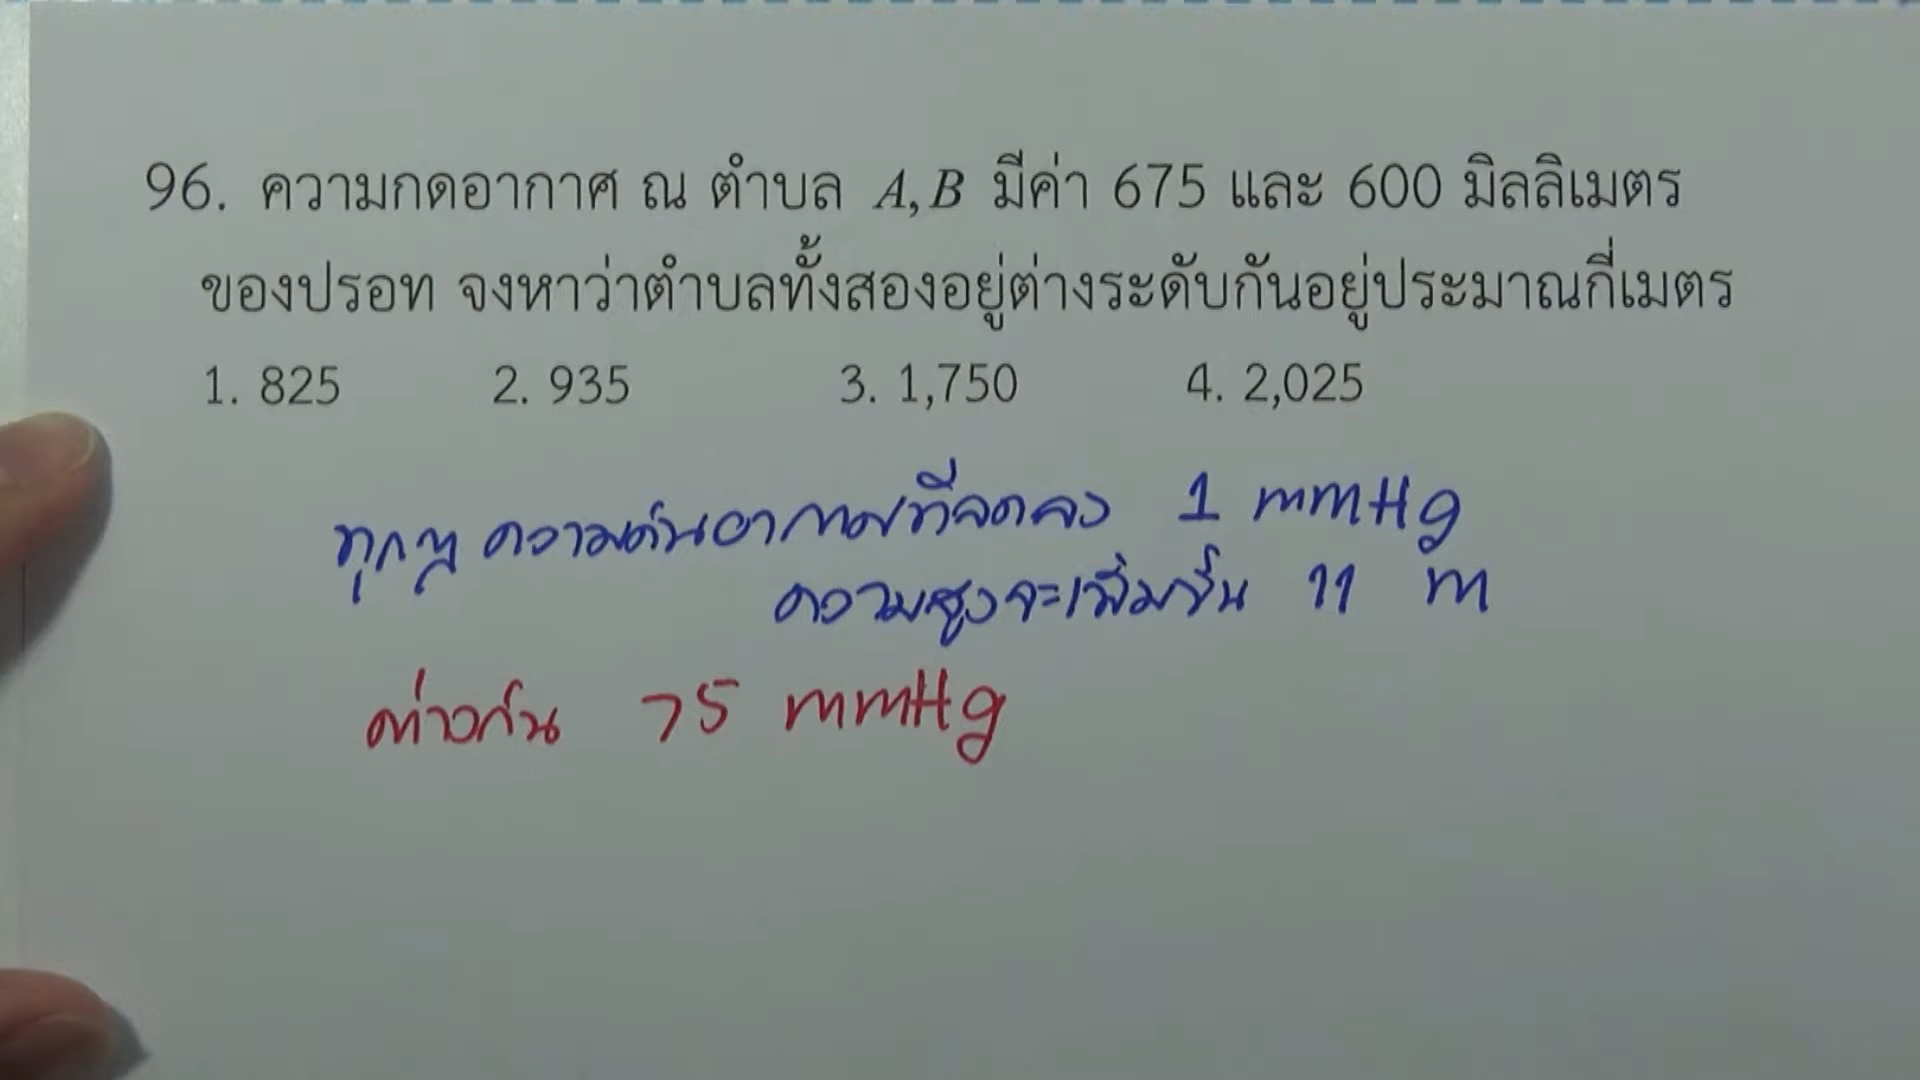 96. ความกดอากาศ ณ ตำบล A, B มีค่า 675 และ 600 มิลลิเมตร
ของปรอท จงหาว่าตำบลทั้งสองอยู่ต่างระดับกันอยู่ประมาณกี่เมตร
1. 825 2. 935 3. 1,750 4. 2,025
ทุกๆ ความดันอากาศที่ลดลง 1 mmHg
ความสูงจะเพิ่มขึ้น 11 m
ต่างกัน 75 mmHg